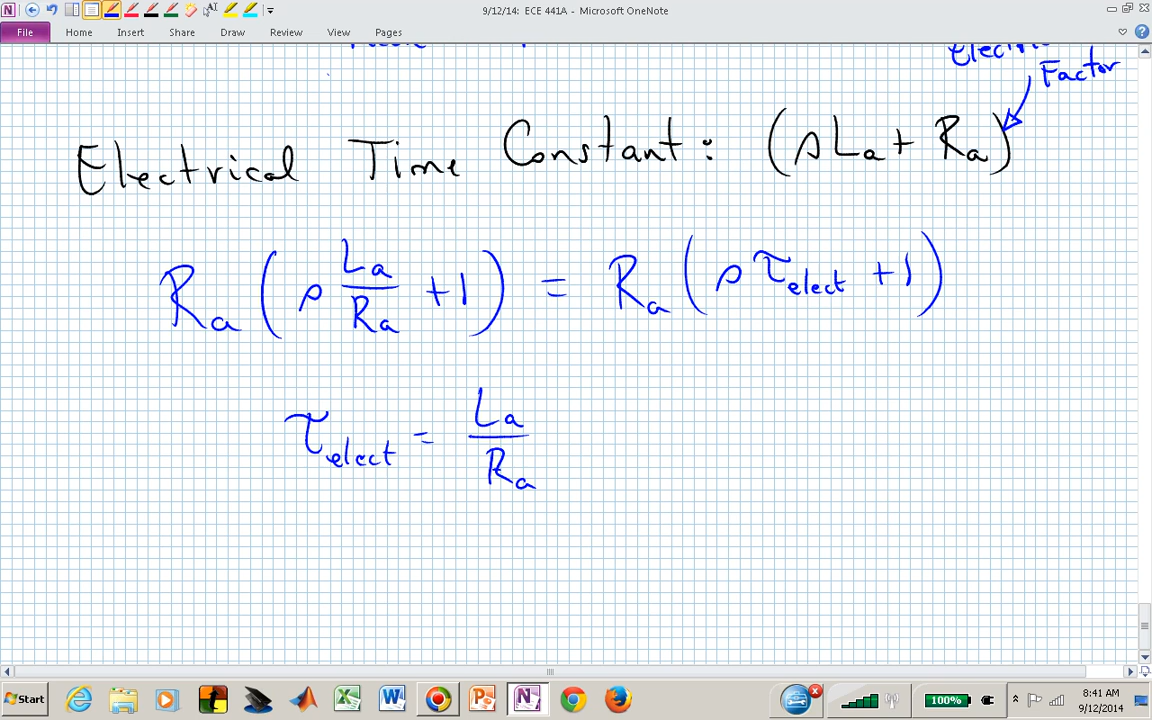 9/12/14: ECE 441A - Microsoft OneNote
File Home Insert Share Draw Review View Pages
Factor
Electrical Time Constant: (sLa + Ra)
Ra (s La/Ra + 1) = Ra (s τelect + 1)
τelect = La/Ra
Start
100%
8:41 AM
9/12/2014